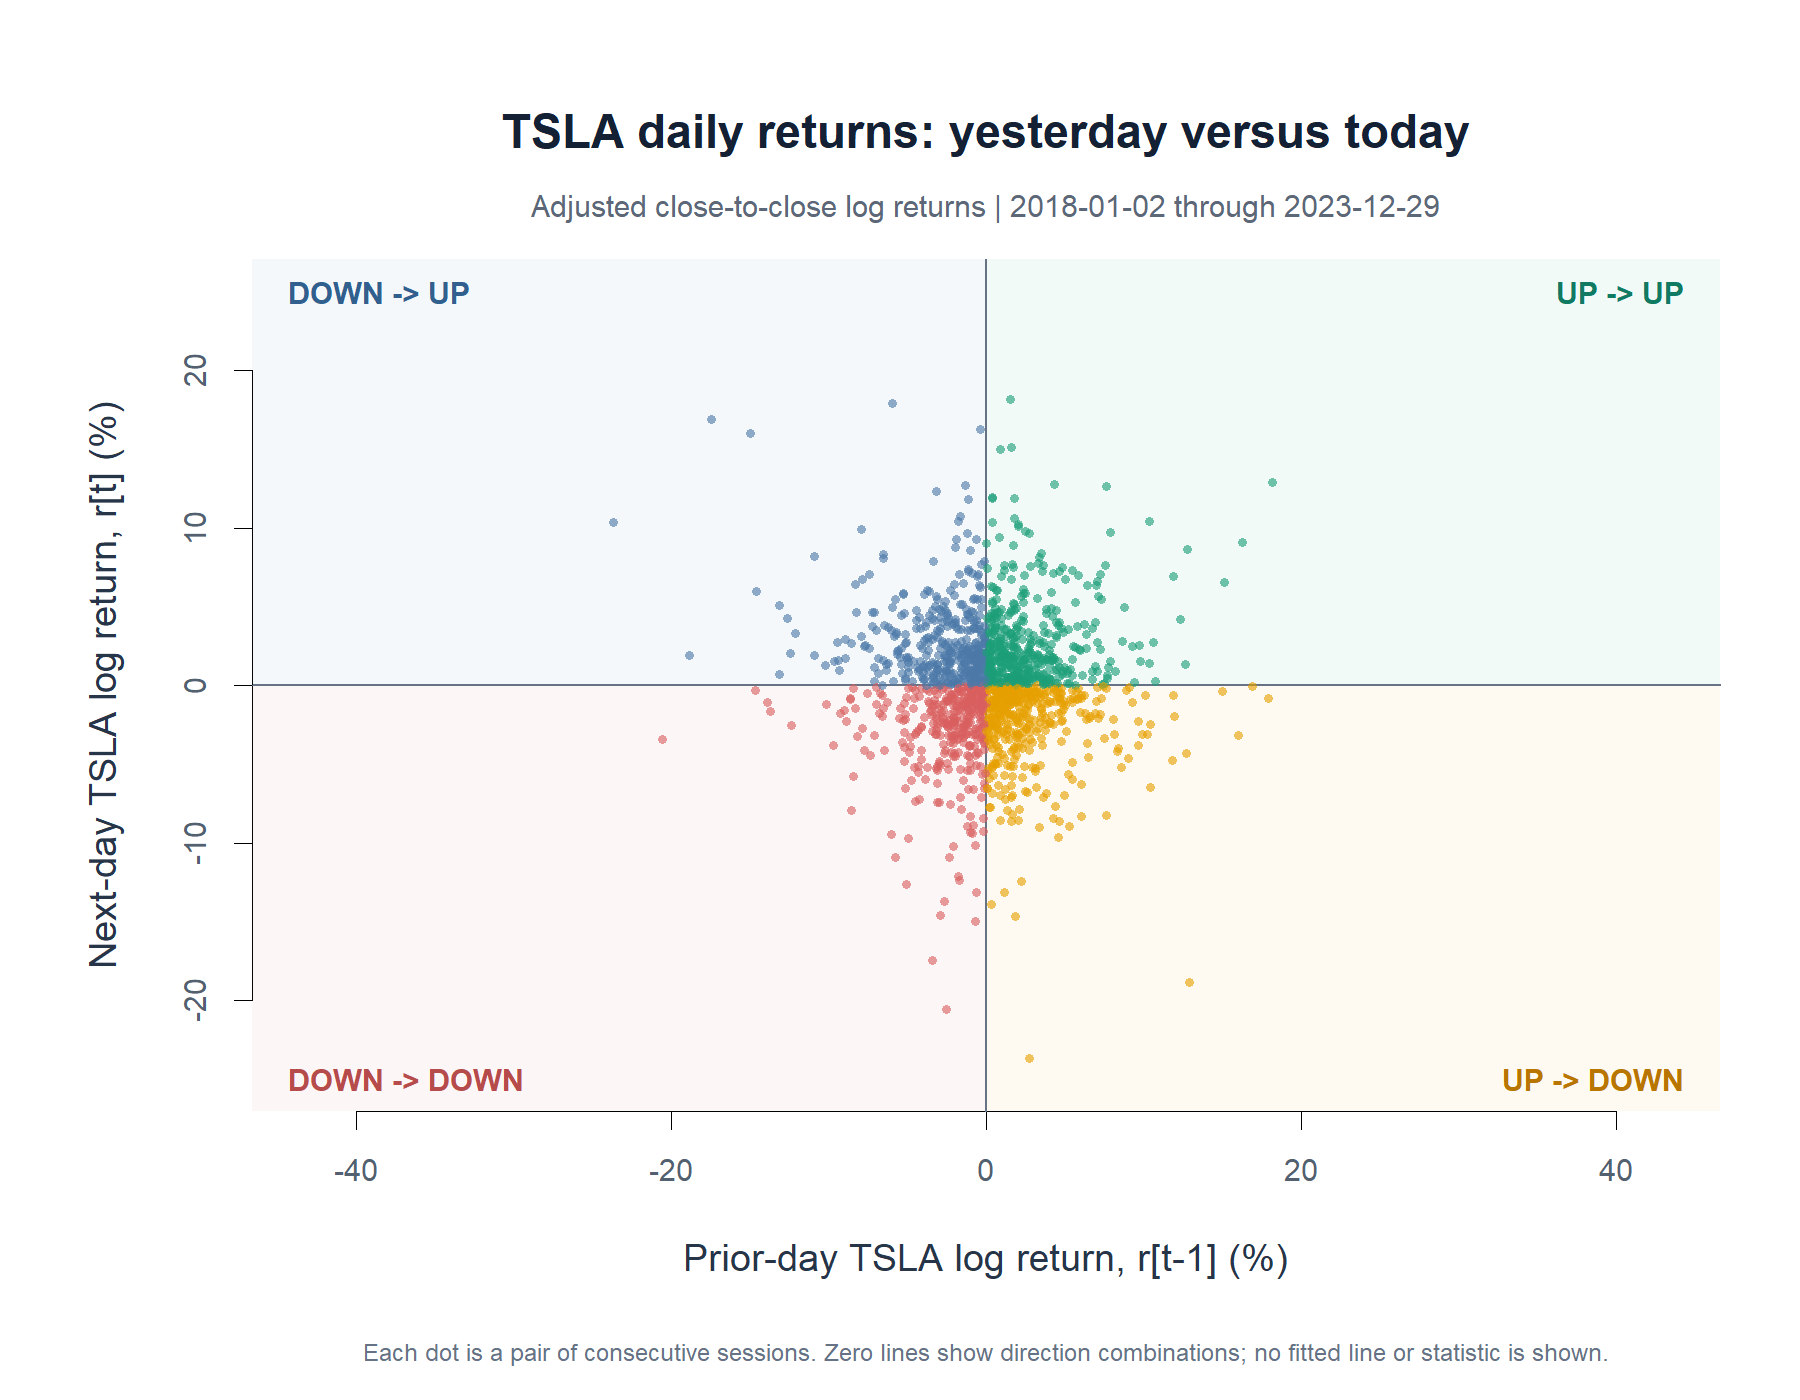 TSLA daily returns: yesterday versus today
Adjusted close-to-close log returns | 2018-01-02 through 2023-12-29
DOWN -> UP
UP -> UP
20
10
0
-10
-20
Next-day TSLA log return, r[t] (%)
DOWN -> DOWN
UP -> DOWN
-40
-20
0
20
40
Prior-day TSLA log return, r[t-1] (%)
Each dot is a pair of consecutive sessions. Zero lines show direction combinations; no fitted line or statistic is shown.